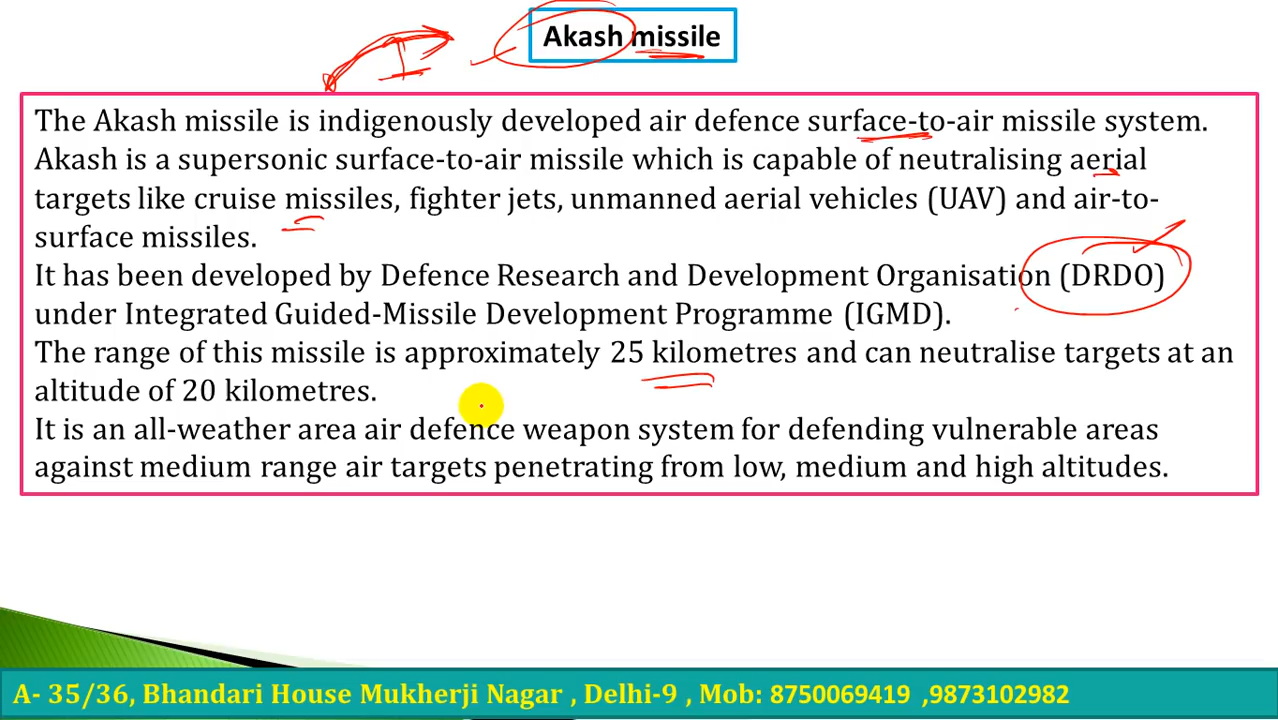 Akash missile
The Akash missile is indigenously developed air defence surface-to-air missile system.
Akash is a supersonic surface-to-air missile which is capable of neutralising aerial
targets like cruise missiles, fighter jets, unmanned aerial vehicles (UAV) and air-to-
surface missiles.
It has been developed by Defence Research and Development Organisation (DRDO)
under Integrated Guided-Missile Development Programme (IGMD).
The range of this missile is approximately 25 kilometres and can neutralise targets at an
altitude of 20 kilometres.
It is an all-weather area air defence weapon system for defending vulnerable areas
against medium range air targets penetrating from low, medium and high altitudes.
A- 35/36, Bhandari House Mukherji Nagar , Delhi-9 , Mob: 8750069419 ,9873102982